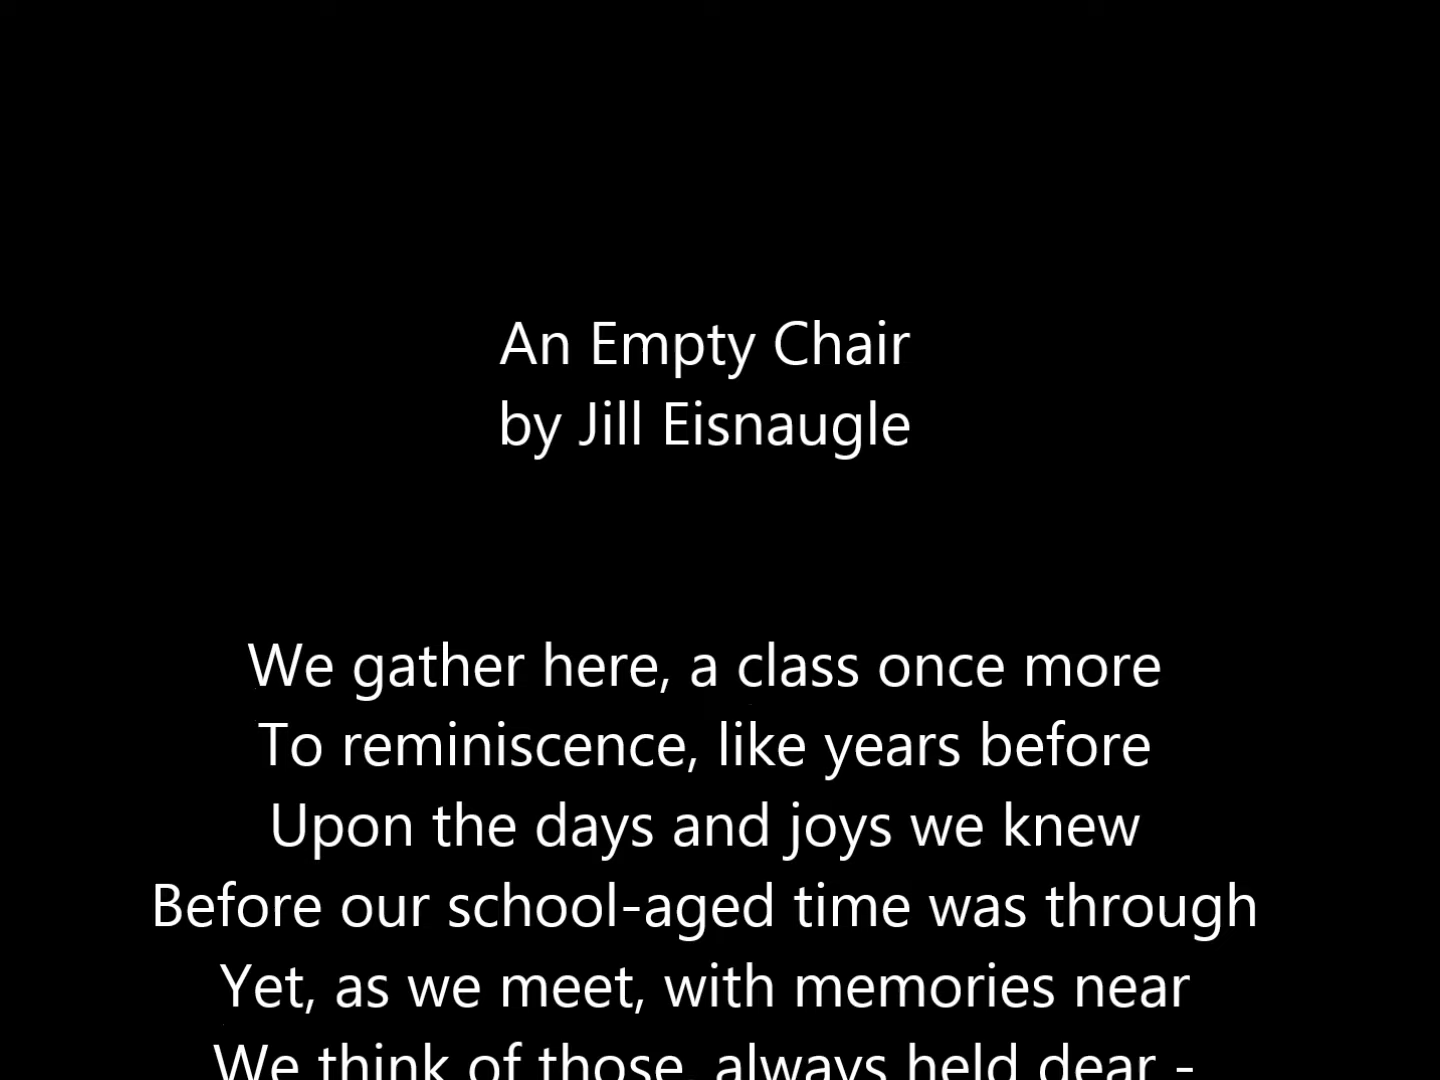 An Empty Chair
by Jill Eisnaugle
We gather here, a class once more
To reminiscence, like years before
Upon the days and joys we knew
Before our school-aged time was through
Yet, as we meet, with memories near
We think of those, always held dear -